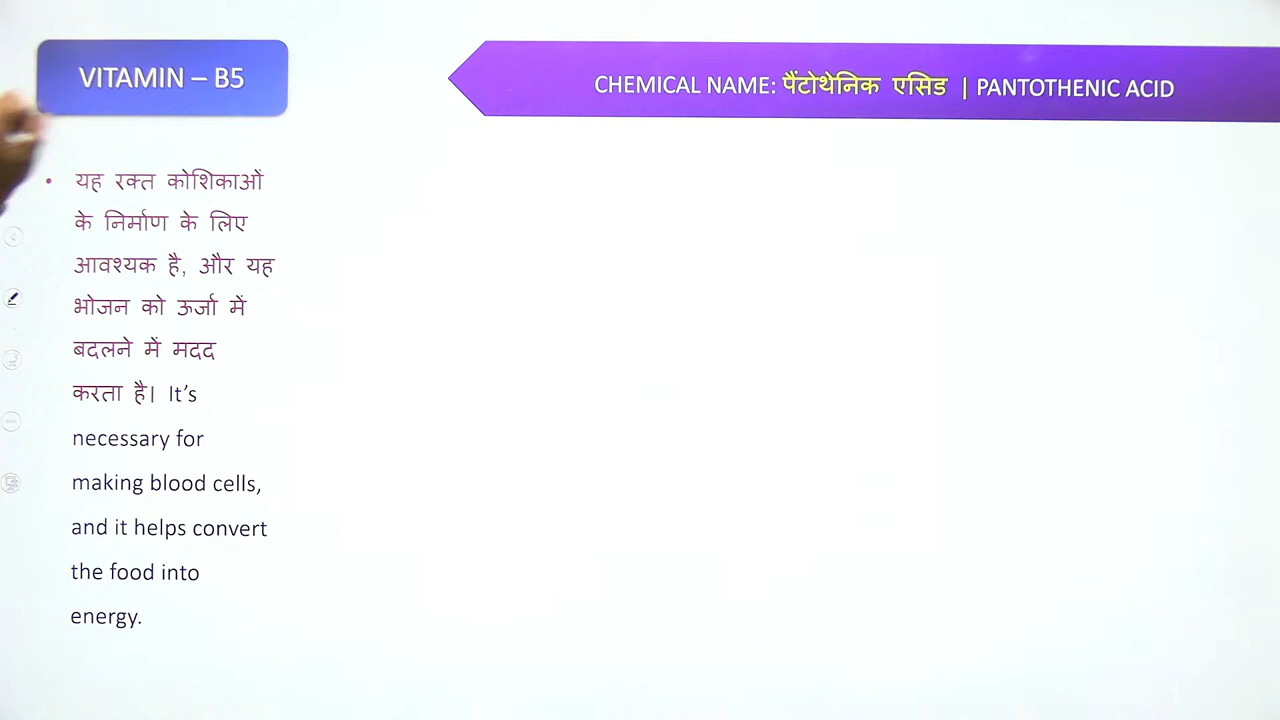 VITAMIN – B5
CHEMICAL NAME: पैंटोथेनिक एसिड | PANTOTHENIC ACID
• यह रक्त कोशिकाओं
के निर्माण के लिए
आवश्यक है, और यह
भोजन को ऊर्जा में
बदलने में मदद
करता है। It's
necessary for
making blood cells,
and it helps convert
the food into
energy.